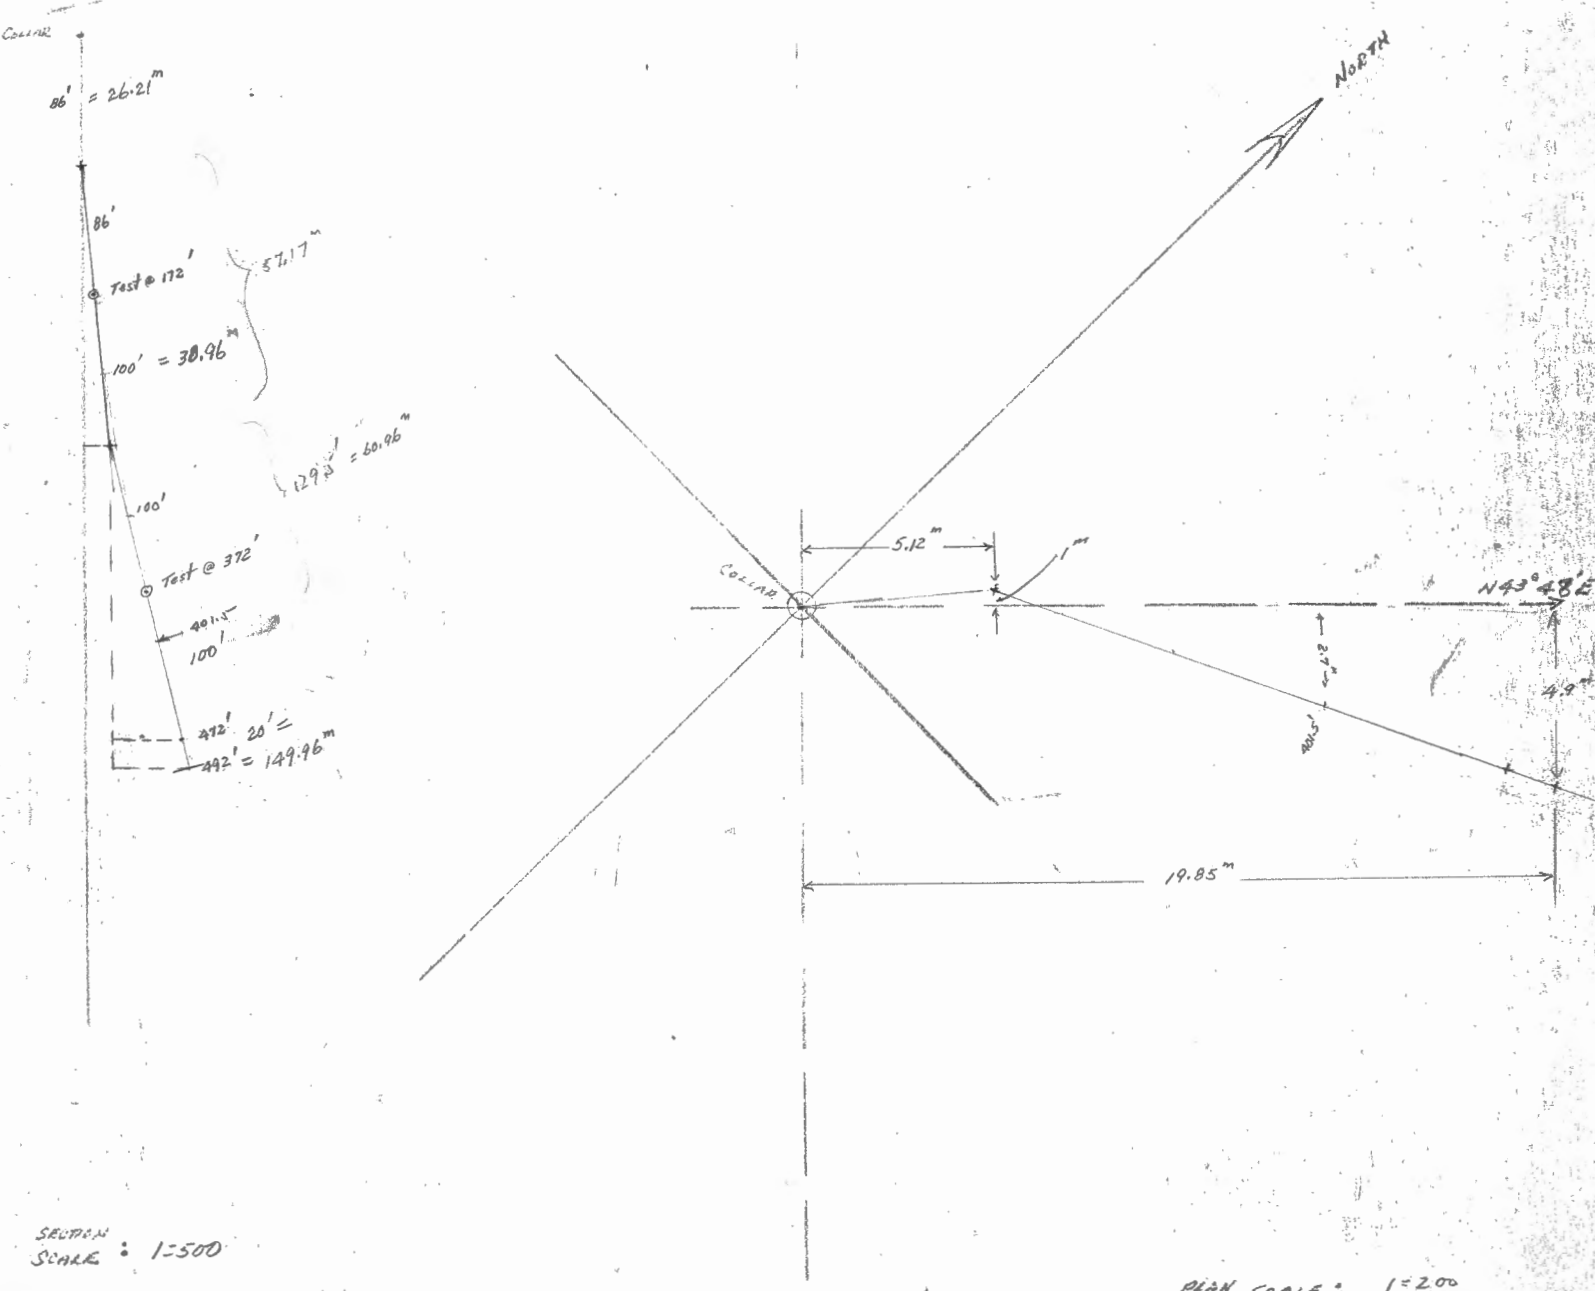 COLLAR
86' = 26.21m
86'
Test @ 172'
57.17m
100' = 30.96m
129.5' = 60.96m
100'
Test @ 372'
401.5
100'
472' 20' =
492' = 149.96m
NORTH
5.12m
1m
COLLAR
N43°48'E
2.7m
4.9m
401.5'
19.85m
SECTION
SCALE : 1=500
PLAN SCALE : 1=200